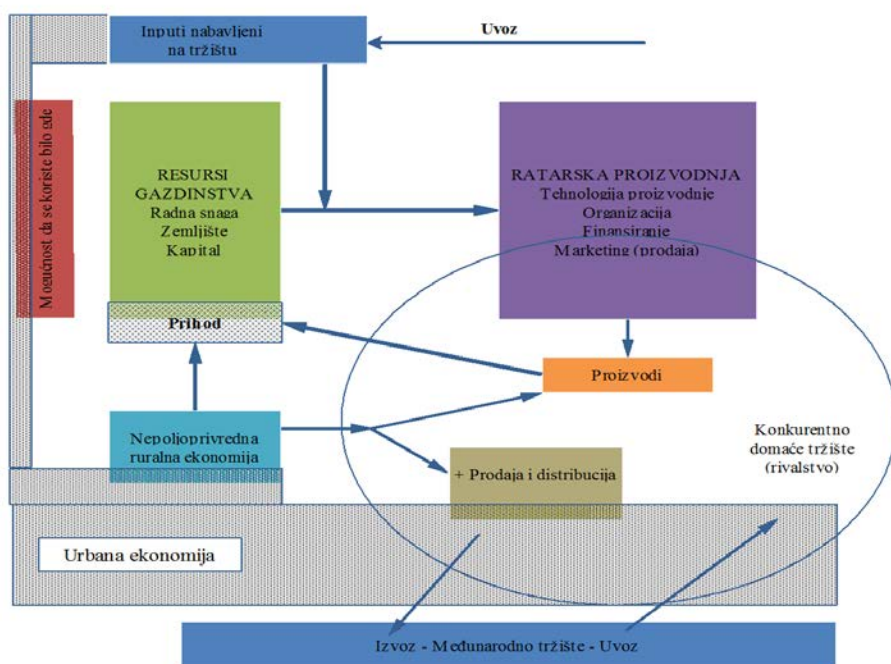 Inputi nabavljeni
na tržištu
Uvoz
Mogućnost da se koriste bilo gde
RESURSI
GAZDINSTVA
Radna snaga
Zemljište
Kapital
RATARSKA PROIZVODNJA
Tehnologija proizvodnje
Organizacija
Finansiranje
Marketing (prodaja)
Prihod
Proizvodi
Nepoljoprivredna
ruralna ekonomija
+ Prodaja i distribucija
Konkurentno
domaće tržište
(rivalstvo)
Urbana ekonomija
Izvoz - Međunarodno tržište - Uvoz